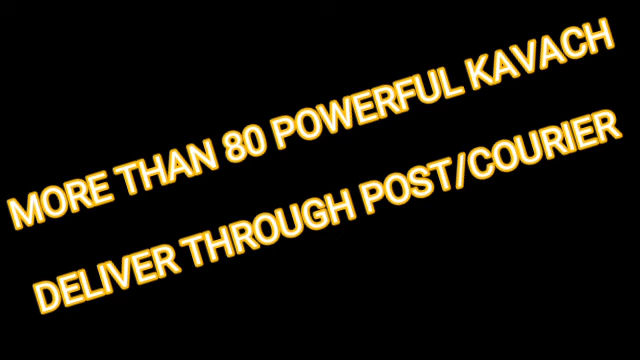 MORE THAN 80 POWERFUL KAVACH
DELIVER THROUGH POST/COURIER